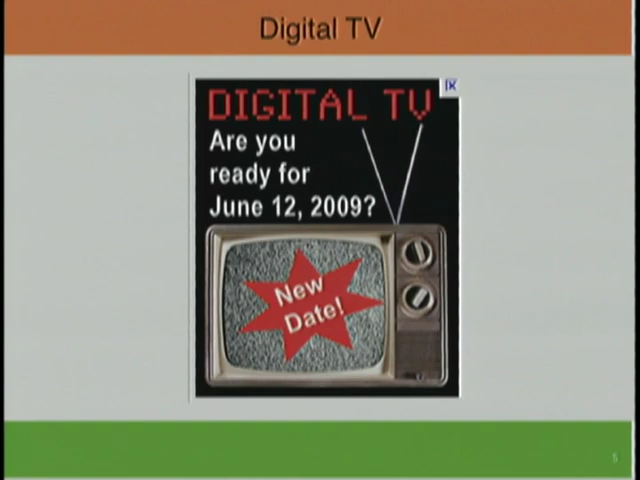 Digital TV
DIGITAL TV
Are you
ready for
June 12, 2009?
New
Date!
5